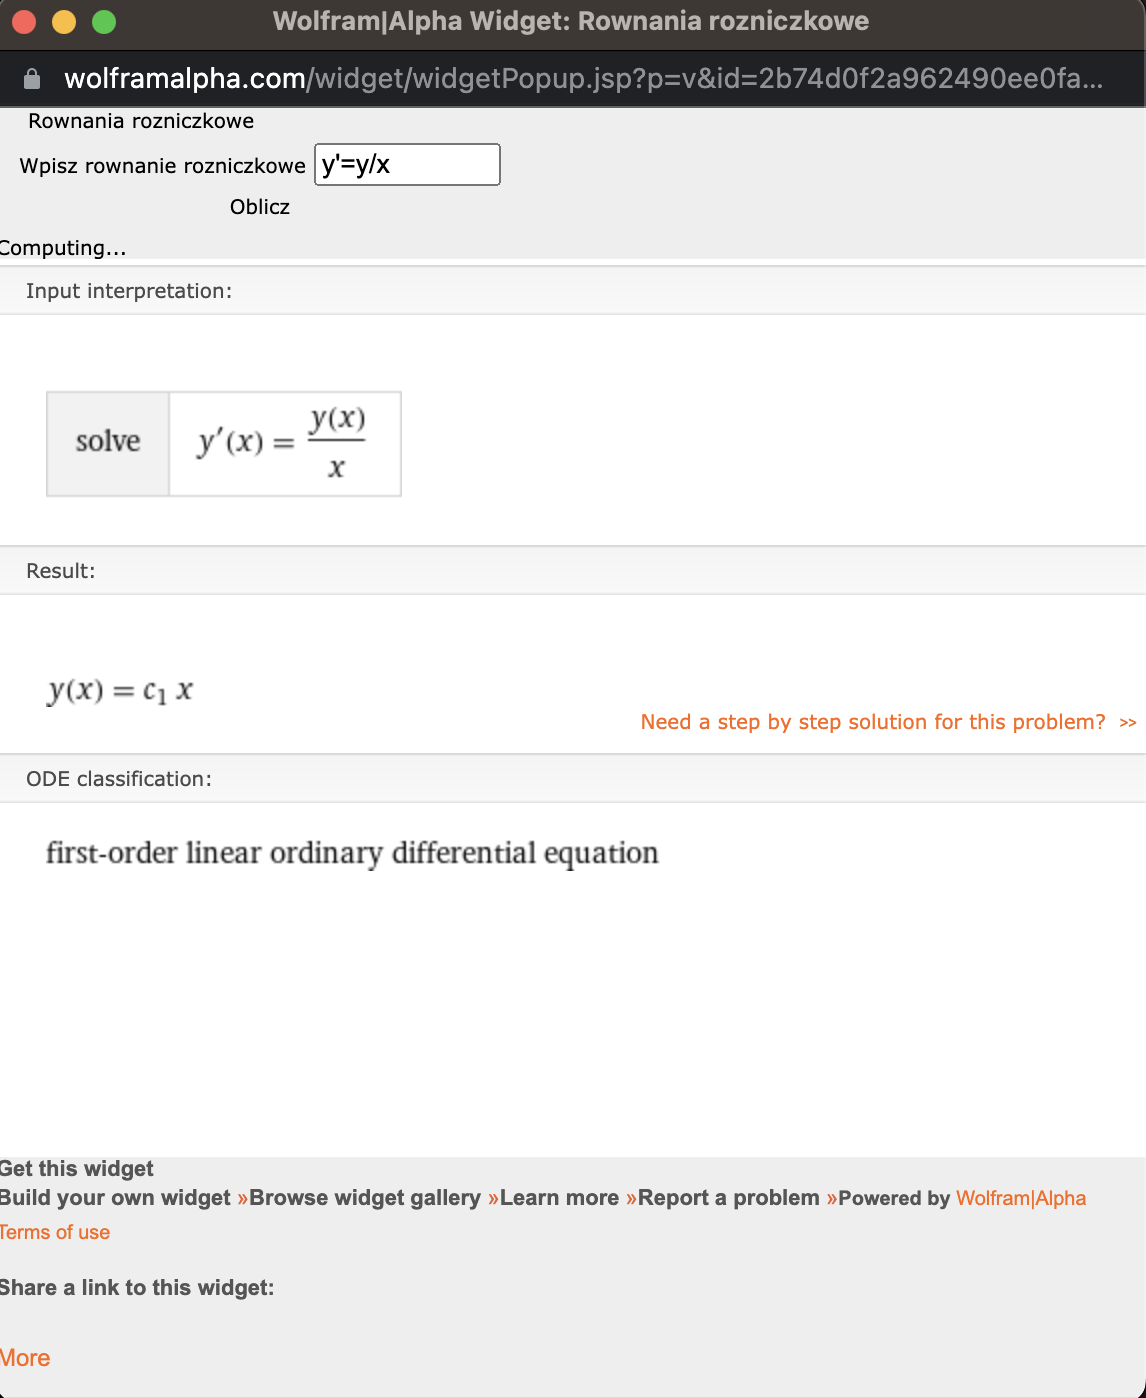 Wolfram|Alpha Widget: Rownania rozniczkowe
wolframalpha.com/widget/widgetPopup.jsp?p=v&id=2b74d0f2a962490ee0fa...
Rownania rozniczkowe
Wpisz rownanie rozniczkowe y'=y/x
Oblicz
Computing...
Input interpretation:
solve y′(x) = y(x)/x
Result:
y(x) = c₁ x
Need a step by step solution for this problem? >>
ODE classification:
first-order linear ordinary differential equation
Get this widget
Build your own widget »Browse widget gallery »Learn more »Report a problem »Powered by Wolfram|Alpha
Terms of use
Share a link to this widget:
More